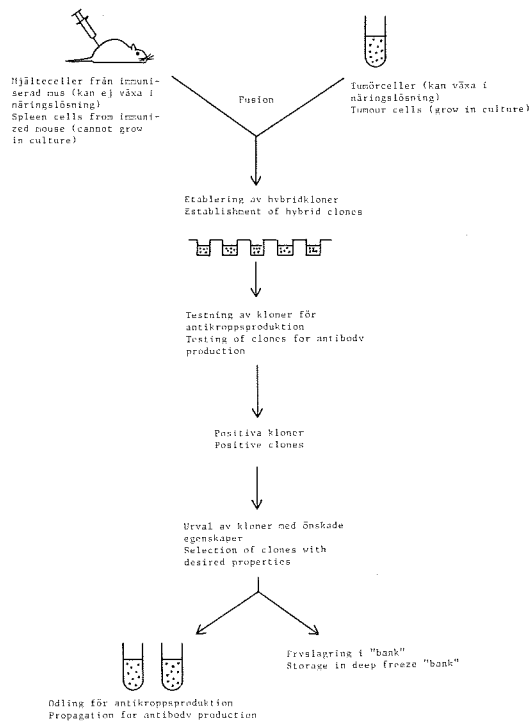 Mjälteceller från immuni-
serad mus (kan ej växa i
näringslösning)
Spleen cells from immuni-
zed mouse (cannot grow
in culture)
Fusion
Tumörceller (kan växa i
näringslösning)
Tumour cells (grow in culture)
Etablering av hybridkloner
Establishment of hybrid clones
Testning av kloner för
antikroppsproduktion
Testing of clones for antibody
production
Positiva kloner
Positive clones
Urval av kloner med önskade
egenskaper
Selection of clones with
desired properties
Fryslagring i "bank"
Storage in deep freeze "bank"
Odling för antikroppsproduktion
Propagation for antibody production